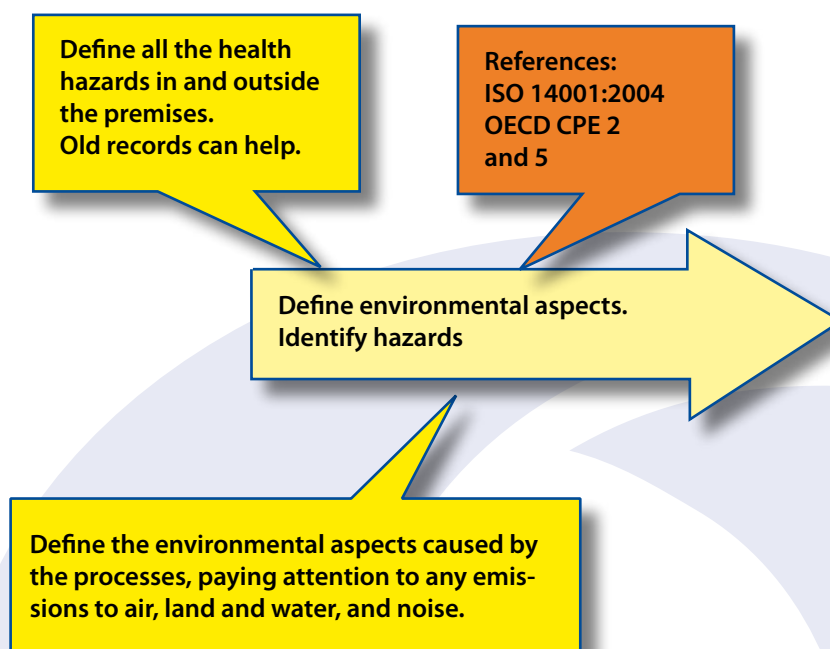 Define all the health
hazards in and outside
the premises.
Old records can help.
References:
ISO 14001:2004
OECD CPE 2
and 5
Define environmental aspects.
Identify hazards
Define the environmental aspects caused by
the processes, paying attention to any emis-
sions to air, land and water, and noise.